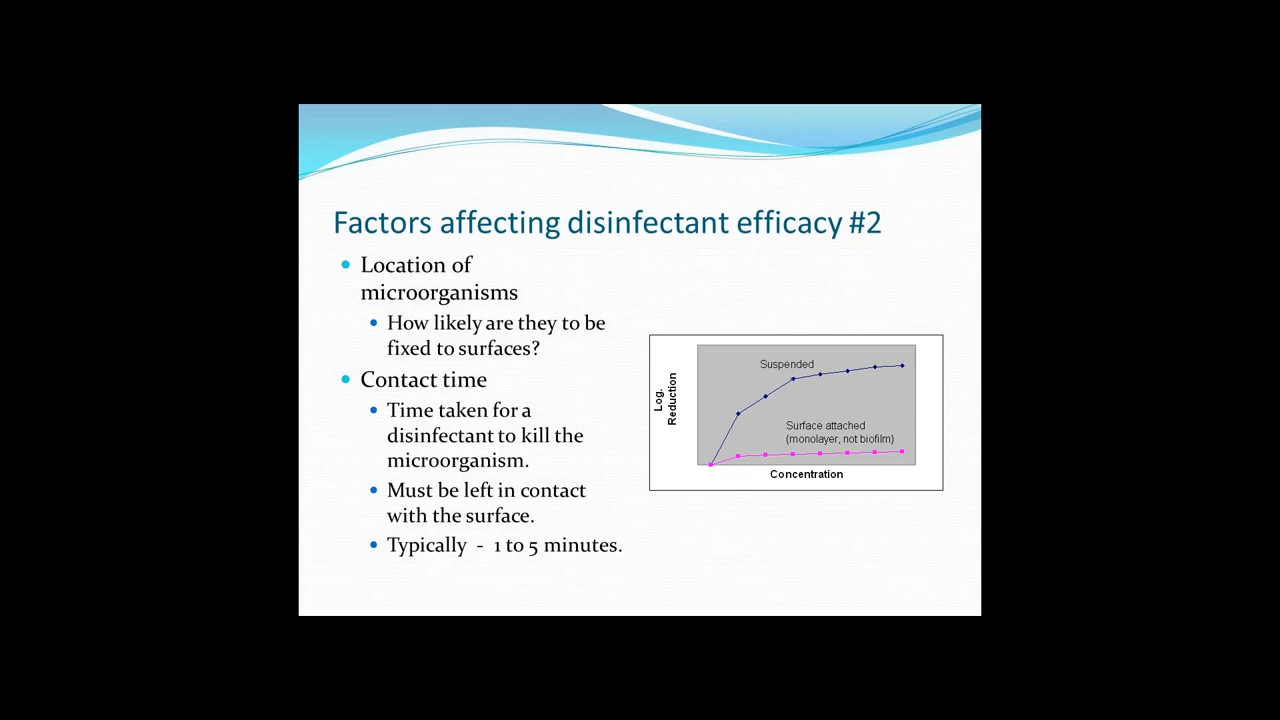 Factors affecting disinfectant efficacy #2
Location of
microorganisms
How likely are they to be
fixed to surfaces?
Contact time
Time taken for a
disinfectant to kill the
microorganism.
Must be left in contact
with the surface.
Typically - 1 to 5 minutes.
Log.
Reduction
Suspended
Surface attached
(monolayer, not biofilm)
Concentration